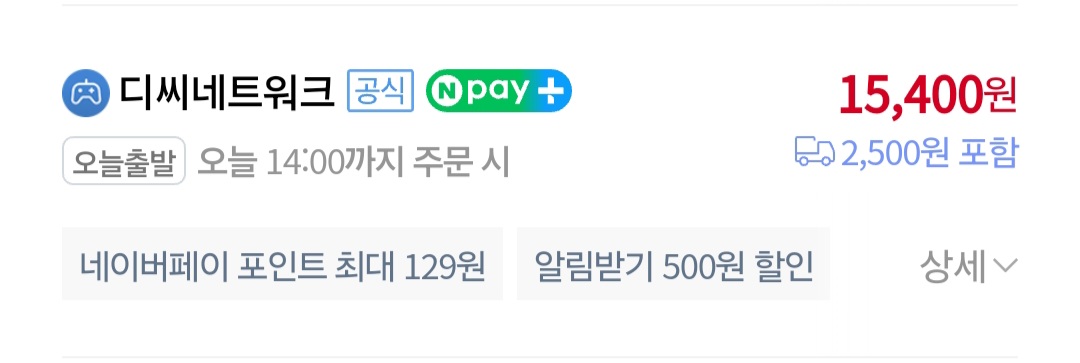 디씨네트워크 공식 N pay + 15,400원
오늘출발 오늘 14:00까지 주문 시 2,500원 포함
네이버페이 포인트 최대 129원 알림받기 500원 할인 상세